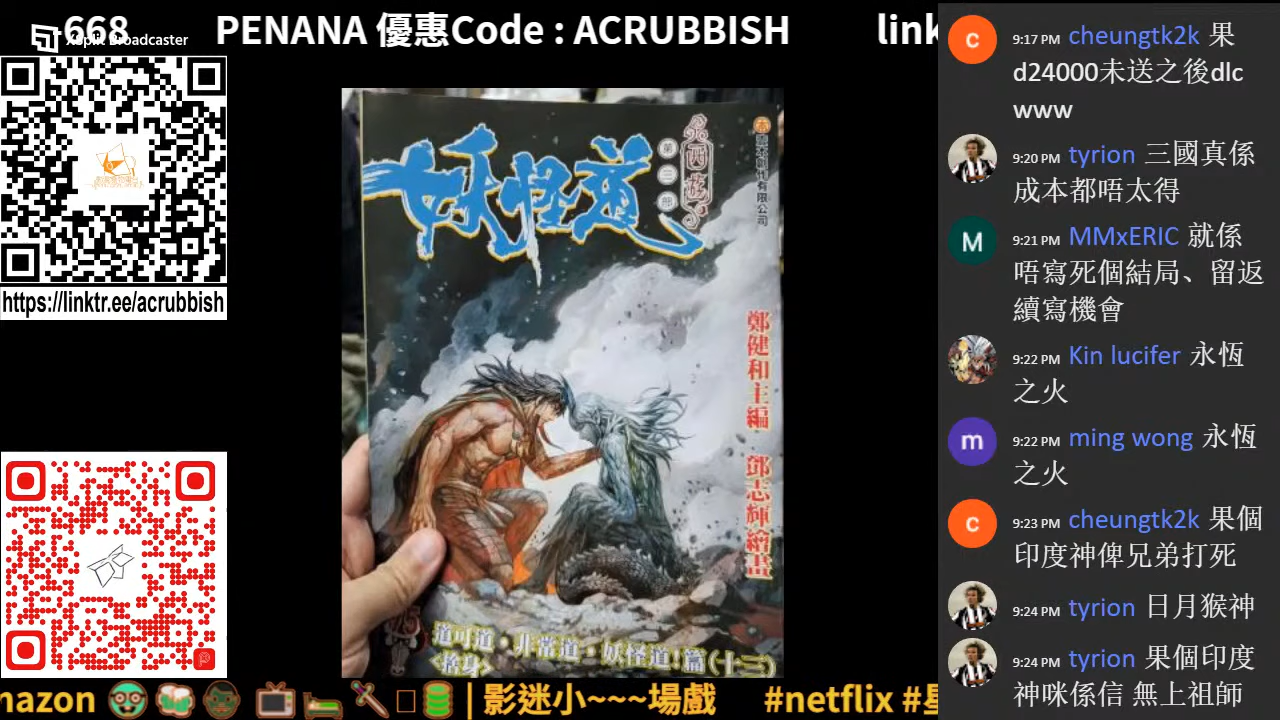 -668
PENANA 優惠Code : ACRUBBISH
link
XSplit Broadcaster
https://linktr.ee/acrubbish
妖怪道
第三部
西遊
鄭健和主編
鄧志輝繪畫
道可道·非常道·妖怪道!篇(十三)
<捨身>
9:17 PM cheungtk2k 果
d24000未送之後dlc
www
9:20 PM tyrion 三國真係
成本都唔太得
9:21 PM MMxERIC 就係
唔寫死個結局、留返
續寫機會
9:22 PM Kin lucifer 永恆
之火
9:22 PM ming wong 永恆
之火
9:23 PM cheungtk2k 果個
印度神俾兄弟打死
9:24 PM tyrion 日月猴神
9:24 PM tyrion 果個印度
神咪係信 無上祖師
mazon
| 影迷小~~~場戲
#netflix #星